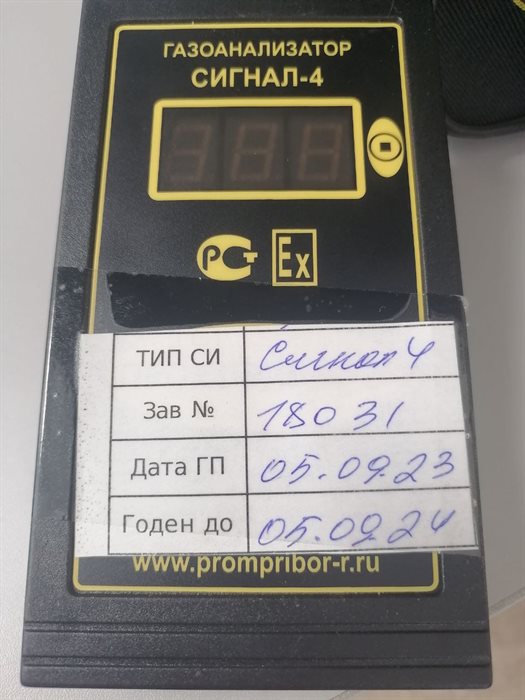 ГАЗОАНАЛИЗАТОР
СИГНАЛ-4
РСТ Ex
ТИП СИ Сигнал 4
Зав № 18031
Дата ГП 05.09.23
Годен до 05.09.24
www.prompribor-r.ru